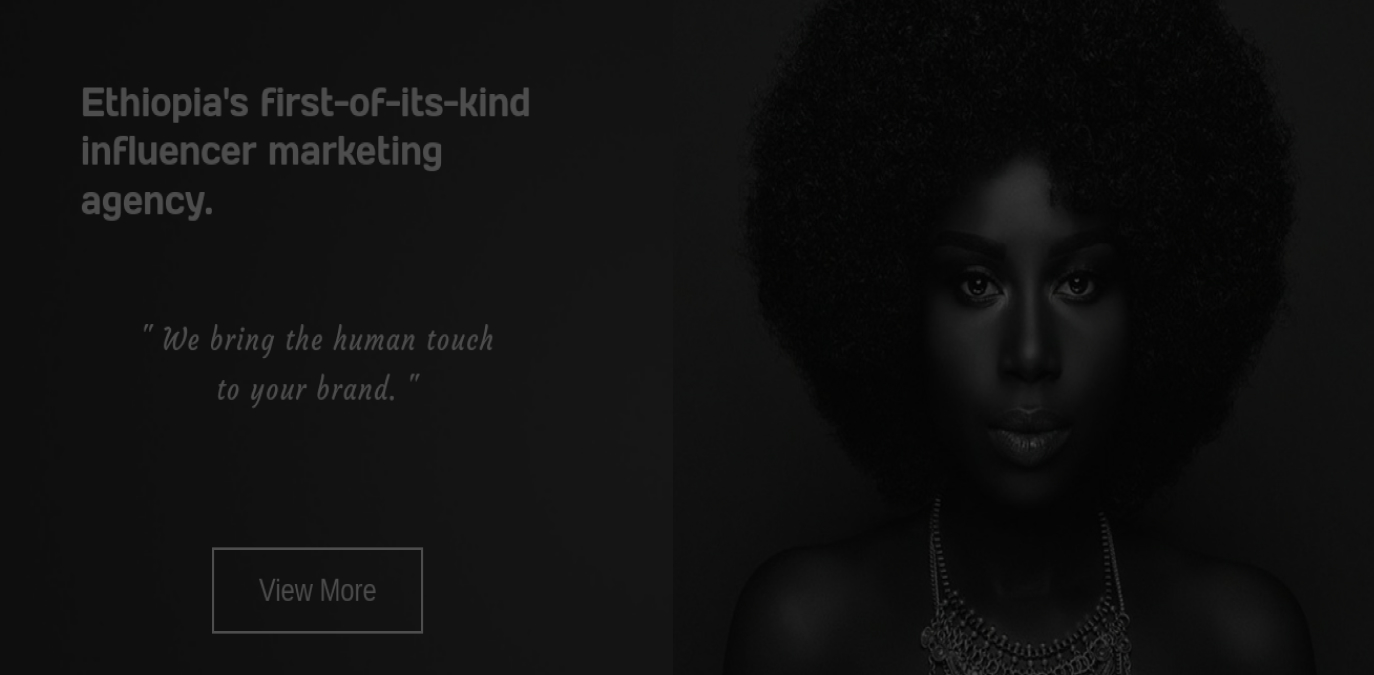 Ethiopia's first-of-its-kind
influencer marketing
agency.
" We bring the human touch
to your brand. "
View More